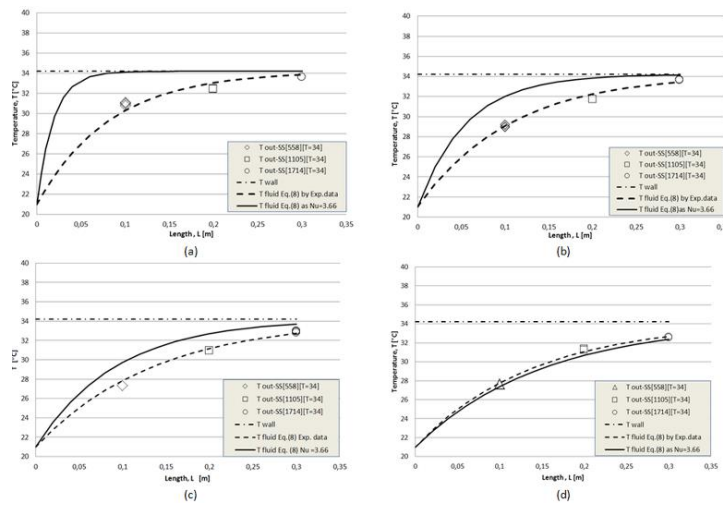 Temperature, T [°C]
40
38
36
34
32
30
28
26
24
22
20
0 0,05 0,1 0,15 0,2 0,25 0,3 0,35
Length , L [m]
T out-SS[558][T=34]
T out-SS[1105][T=34]
T out-SS[1714][T=34]
T wall
T fluid Eq.(8) by Exp.data
T fluid Eq.(8) as Nu=3.66
(a)
Temperature, T [°C]
40
38
36
34
32
30
28
26
24
22
20
0 0,05 0,1 0,15 0,2 0,25 0,3 0,35
Length , L [m]
T out-SS[558][T=34]
T out-SS[1105][T=34]
T out-SS[1714][T=34]
T wall
T fluid Eq.(8) by Exp.data
T fluid Eq.(8)as Nu=3.66
(b)
[°C]
40
38
36
34
32
30
28
26
24
22
20
0 0,05 0,1 0,15 0,2 0,25 0,3 0,35
Length, L [m]
T out-SS[558][T=34]
T out-SS[1105][T=34]
T out-SS[1714][T=34]
T wall
T fluid Eq.(8) Exp. data
T fluid Eq.(8) Nu =3.66
(c)
Temperature, T [°C]
40
38
36
34
32
30
28
26
24
22
20
0 0,05 0,1 0,15 0,2 0,25 0,3 0,35
Length , L [m]
T out-SS[558][T=34]
T out-SS[1105][T=34]
T out-SS[1714][T=34]
T wall
T fluid Eq.(8) by Exp.data
T fluid Eq.(8) as Nu=3.66
(d)